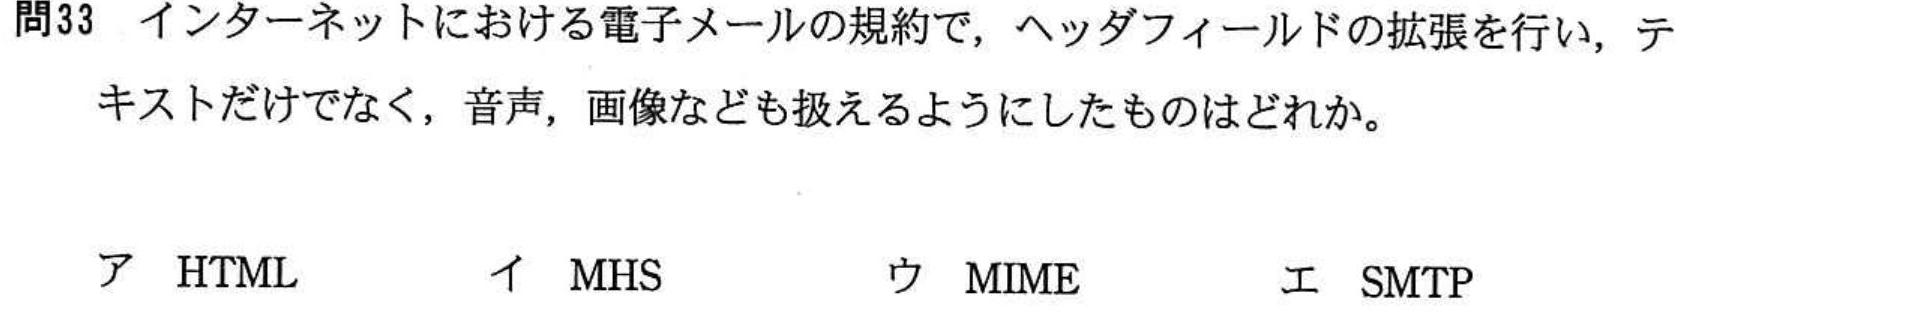 問33 インターネットにおける電子メールの規約で，ヘッダフィールドの拡張を行い，テ
キストだけでなく，音声，画像なども扱えるようにしたものはどれか。
ア HTML イ MHS ウ MIME エ SMTP